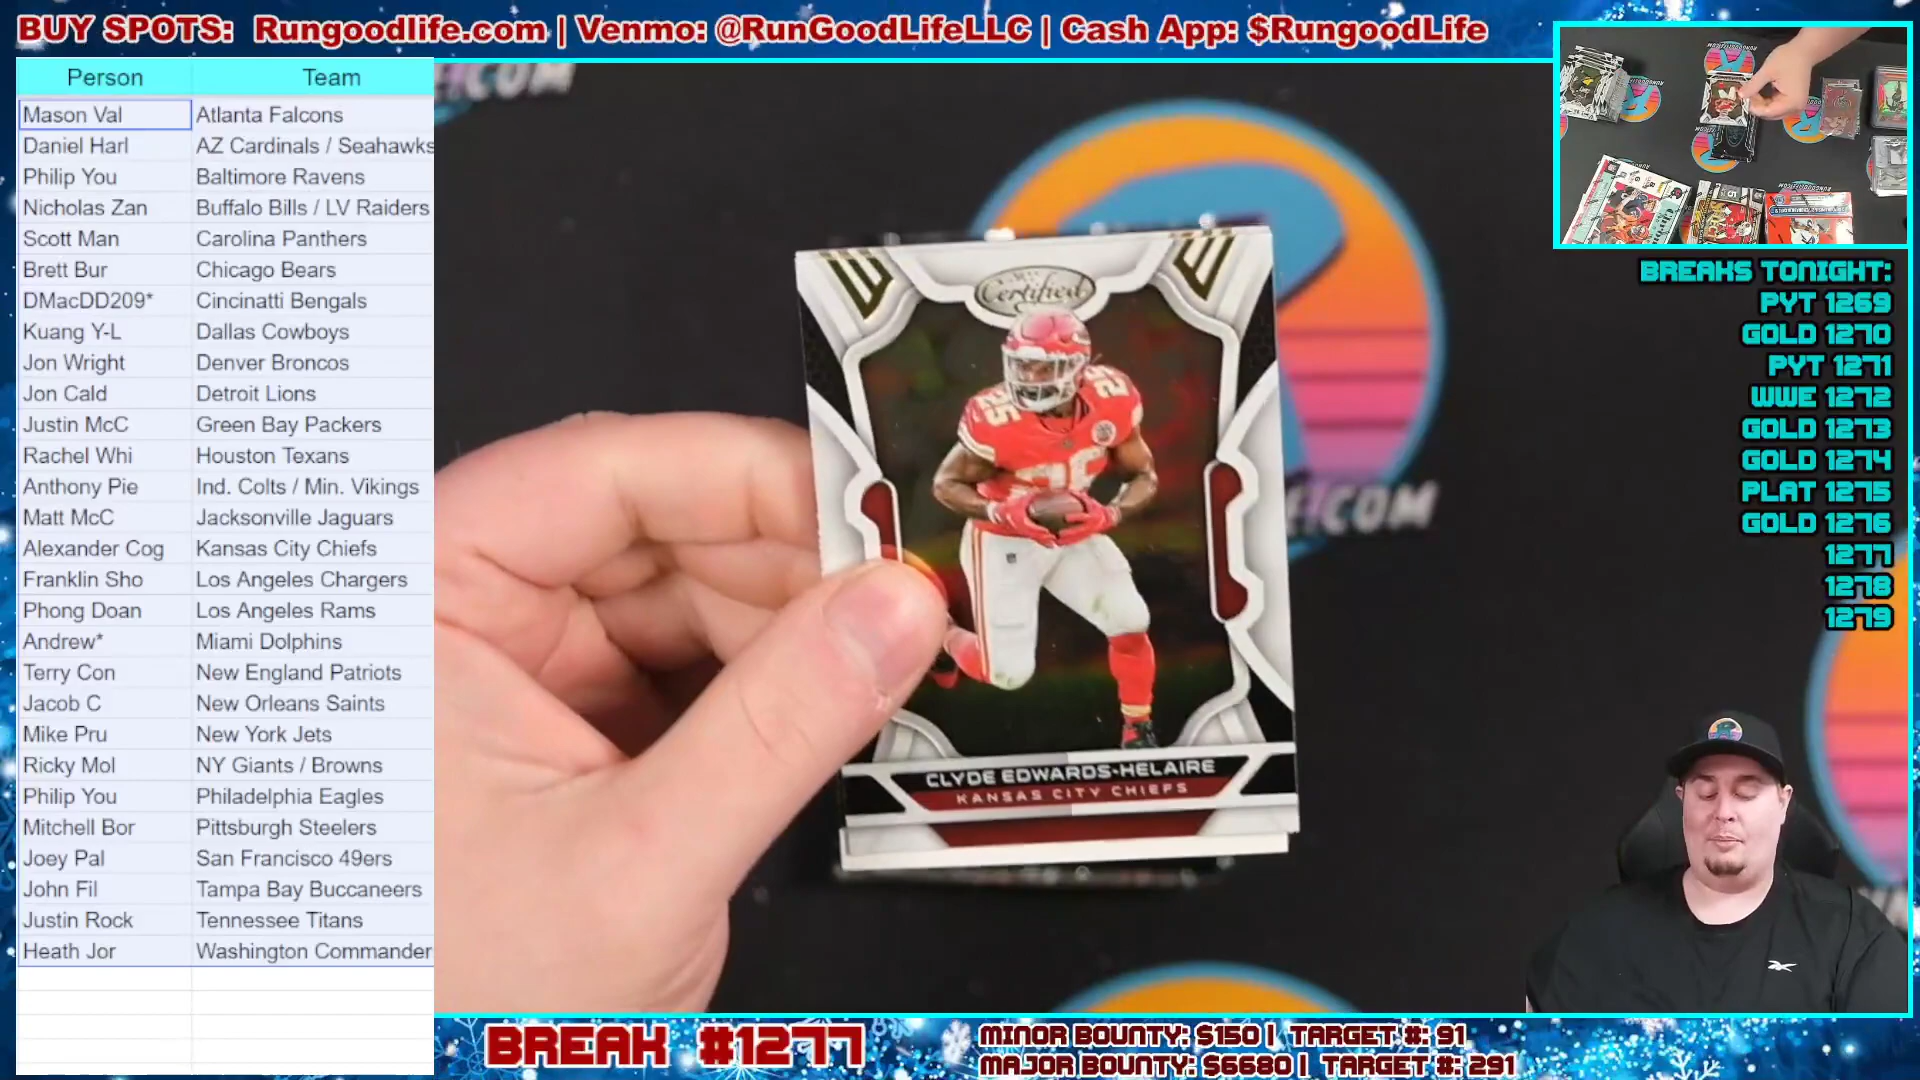 BUY SPOTS: Rungoodlife.com | Venmo: @RunGoodLifeLLC | Cash App: $RungoodLife
Person Team
Mason Val Atlanta Falcons
Daniel Harl AZ Cardinals / Seahawks
Philip You Baltimore Ravens
Nicholas Zan Buffalo Bills / LV Raiders
Scott Man Carolina Panthers
Brett Bur Chicago Bears
DMacDD209* Cincinatti Bengals
Kuang Y-L Dallas Cowboys
Jon Wright Denver Broncos
Jon Cald Detroit Lions
Justin McC Green Bay Packers
Rachel Whi Houston Texans
Anthony Pie Ind. Colts / Min. Vikings
Matt McC Jacksonville Jaguars
Alexander Cog Kansas City Chiefs
Franklin Sho Los Angeles Chargers
Phong Doan Los Angeles Rams
Andrew* Miami Dolphins
Terry Con New England Patriots
Jacob C New Orleans Saints
Mike Pru New York Jets
Ricky Mol NY Giants / Browns
Philip You Philadelphia Eagles
Mitchell Bor Pittsburgh Steelers
Joey Pal San Francisco 49ers
John Fil Tampa Bay Buccaneers
Justin Rock Tennessee Titans
Heath Jor Washington Commander
Certified
25
25
CLYDE EDWARDS-HELAIRE
KANSAS CITY CHIEFS
BREAKS TONIGHT:
PYT 1269
GOLD 1270
PYT 1271
WWE 1272
GOLD 1273
GOLD 1274
PLAT 1275
GOLD 1276
1277
1278
1279
BREAK #1277
MINOR BOUNTY: $150 | TARGET #: 91
MAJOR BOUNTY: $6680 | TARGET #: 291